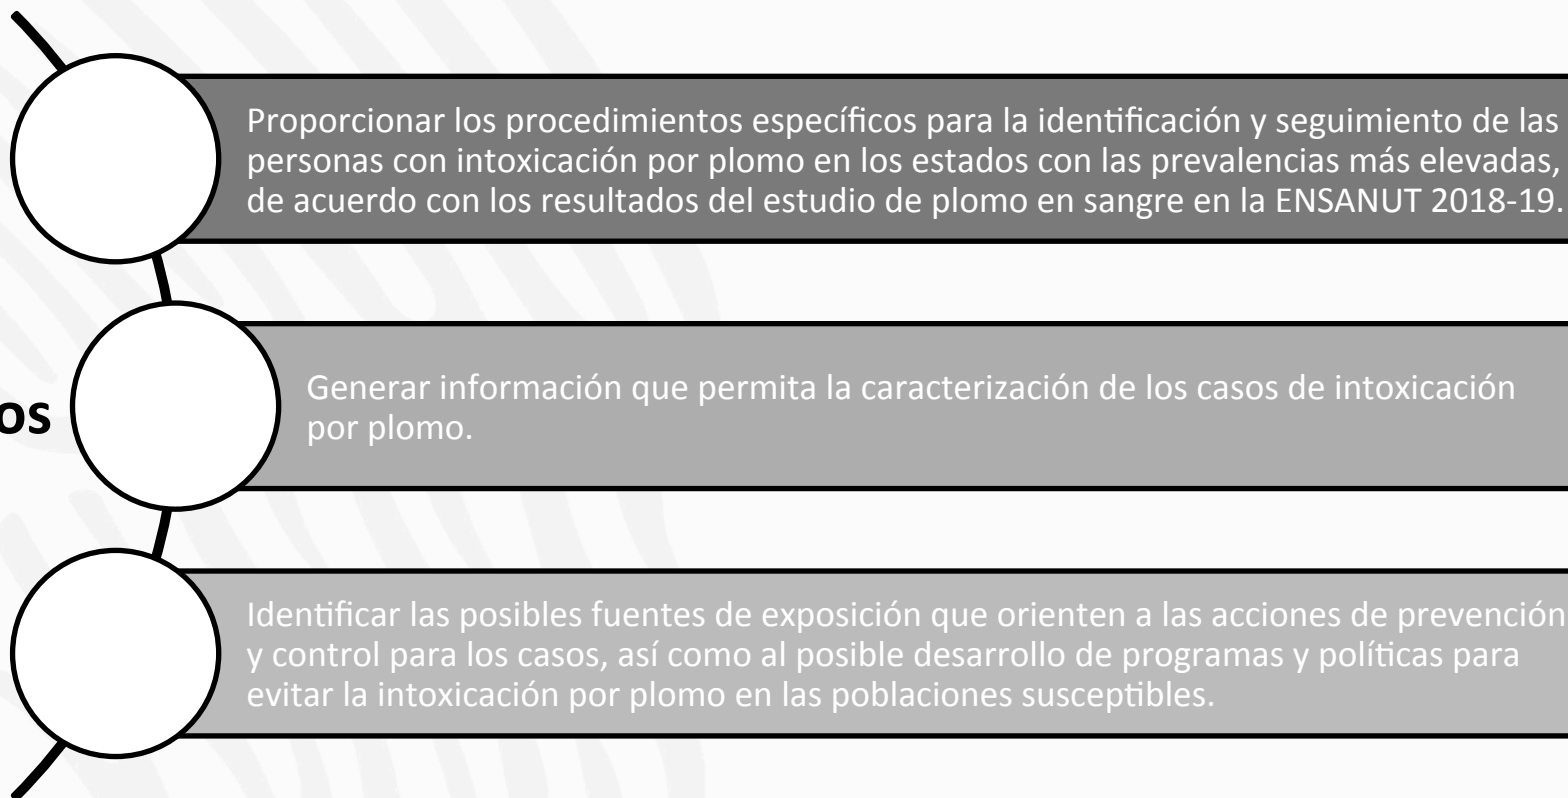 Proporcionar los procedimientos específicos para la identificación y seguimiento de las
personas con intoxicación por plomo en los estados con las prevalencias más elevadas,
de acuerdo con los resultados del estudio de plomo en sangre en la ENSANUT 2018-19.
Generar información que permita la caracterización de los casos de intoxicación
por plomo.
Identificar las posibles fuentes de exposición que orienten a las acciones de prevención
y control para los casos, así como al posible desarrollo de programas y políticas para
evitar la intoxicación por plomo en las poblaciones susceptibles.